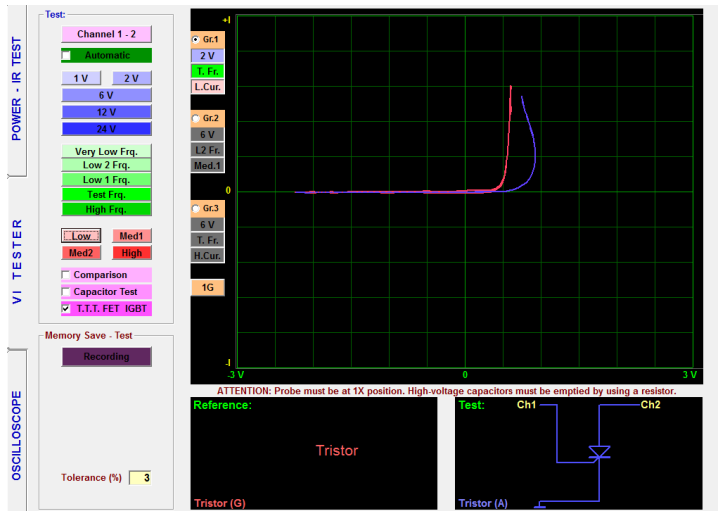 POWER - IR TEST
VI TESTER
OSCILLOSCOPE
Test:
Channel 1 - 2
Automatic
1 V
2 V
6 V
12 V
24 V
Very Low Frq.
Low 2 Frq.
Low 1 Frq.
Test Frq.
High Frq.
Low
Med1
Med2
High
Comparison
Capacitor Test
T.T.T. FET IGBT
Memory Save - Test
Recording
Tolerance (%) 3
Gr.1
2 V
T. Fr.
L.Cur.
Gr.2
6 V
L2 Fr.
Med.1
Gr.3
6 V
T. Fr.
H.Cur.
1G
+I
0
-I
-3 V
0
3 V
ATTENTION: Probe must be at 1X position. High-voltage capacitors must be emptied by using a resistor.
Reference:
Tristor
Tristor (G)
Test:
Ch1
Ch2
Tristor (A)